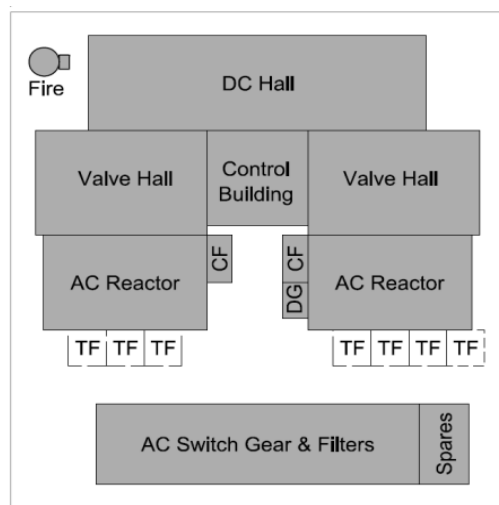 DC Hall
Fire
Valve Hall
Control
Building
Valve Hall
AC Reactor
CF
CF
DG
AC Reactor
TF TF TF
TF TF TF TF
AC Switch Gear & Filters
Spares